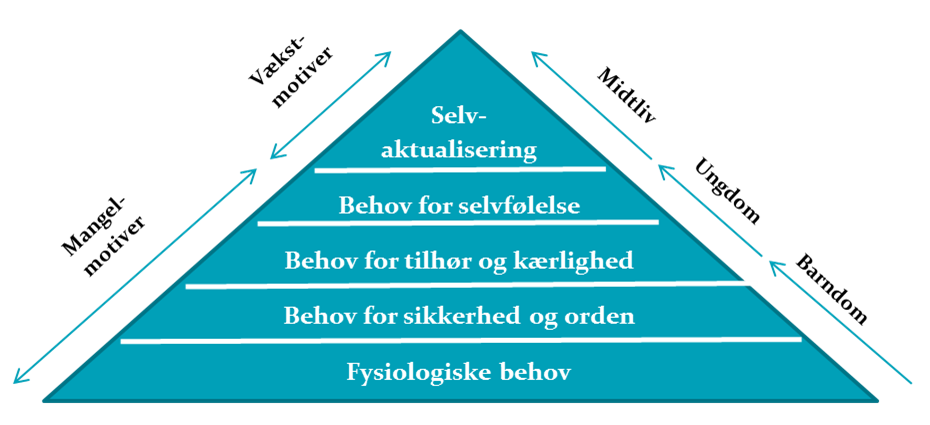 Vækst-
motiver
Mangel-
motiver
Selv-
aktualisering
Behov for selvfølelse
Behov for tilhør og kærlighed
Behov for sikkerhed og orden
Fysiologiske behov
Midtliv
Ungdom
Barndom